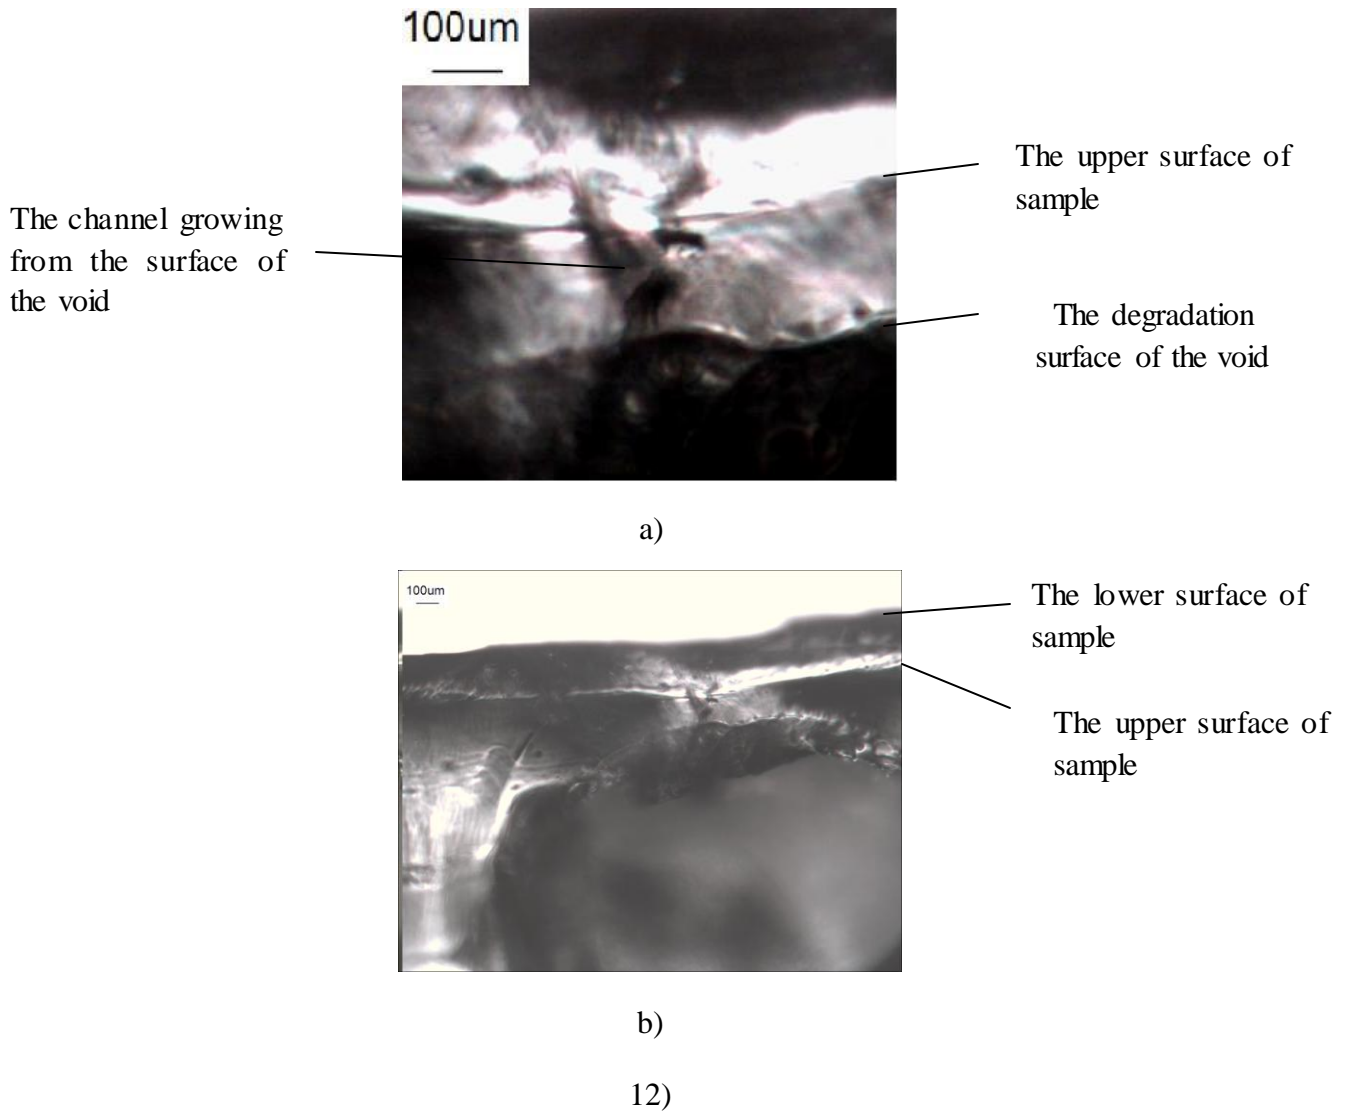 100um
The upper surface of
sample
The channel growing
from the surface of
the void
The degradation
surface of the void
a)
100um
The lower surface of
sample
The upper surface of
sample
b)
12)